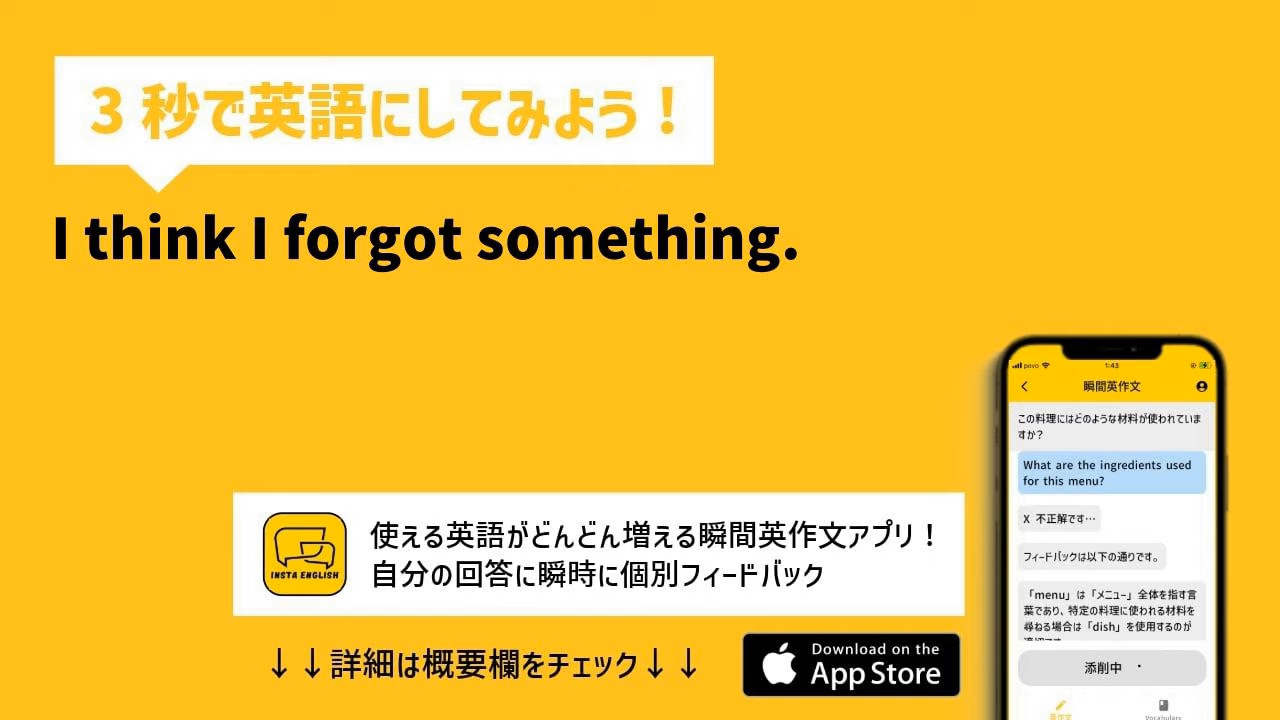 3 秒で英語にしてみよう！
I think I forgot something.
INSTA ENGLISH
使える英語がどんどん増える瞬間英作文アプリ！
自分の回答に瞬時に個別フィードバック
↓↓詳細は概要欄をチェック↓↓
Download on the
App Store
povo
1:43
瞬間英作文
この料理にはどのような材料が使われていま
すか？
What are the ingredients used
for this menu?
X 不正解です…
フィードバックは以下の通りです。
「menu」は「メニュー」全体を指す言
葉であり、特定の料理に使われる材料を
尋ねる場合は「dish」を使用するのが
添削中
英作文
Vocabulary